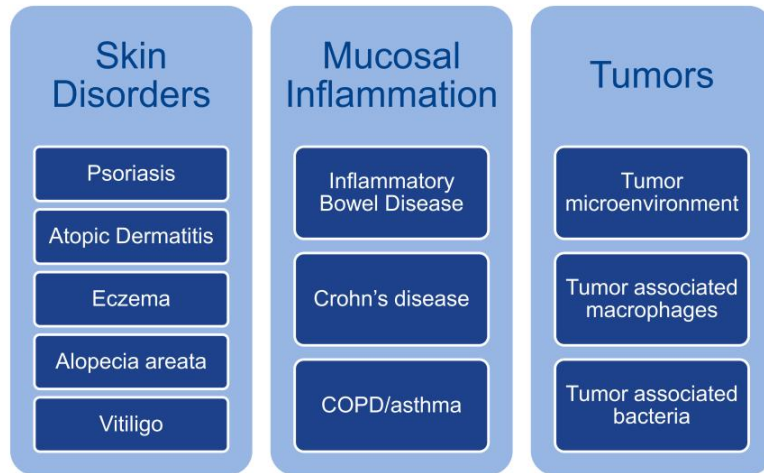 Skin
Disorders
Psoriasis
Atopic Dermatitis
Eczema
Alopecia areata
Vitiligo
Mucosal
Inflammation
Inflammatory
Bowel Disease
Crohn’s disease
COPD/asthma
Tumors
Tumor
microenvironment
Tumor associated
macrophages
Tumor associated
bacteria